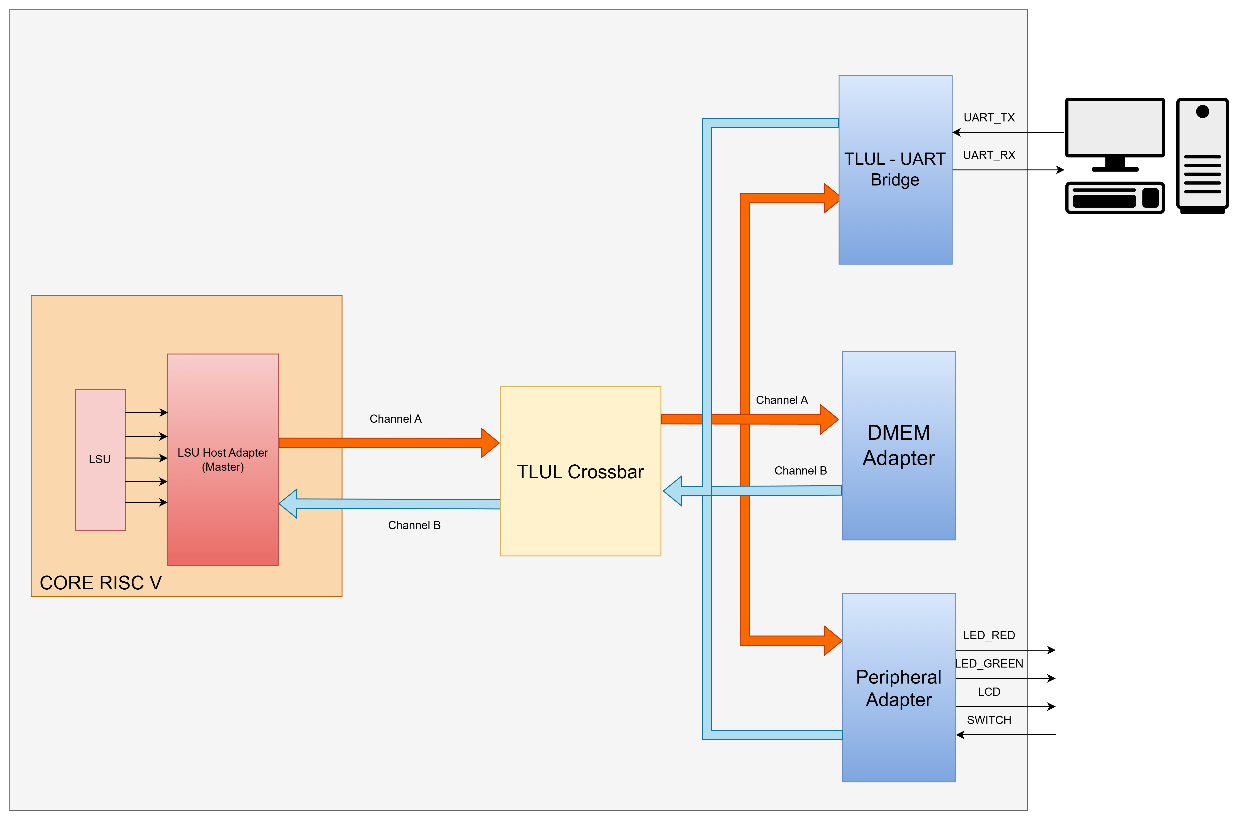 UART_TX
TLUL - UART
Bridge
UART_RX
Channel A
Channel A
LSU
LSU Host Adapter
(Master)
TLUL Crossbar
DMEM
Adapter
Channel B
Channel B
CORE RISC V
Peripheral
Adapter
LED_RED
LED_GREEN
LCD
SWITCH